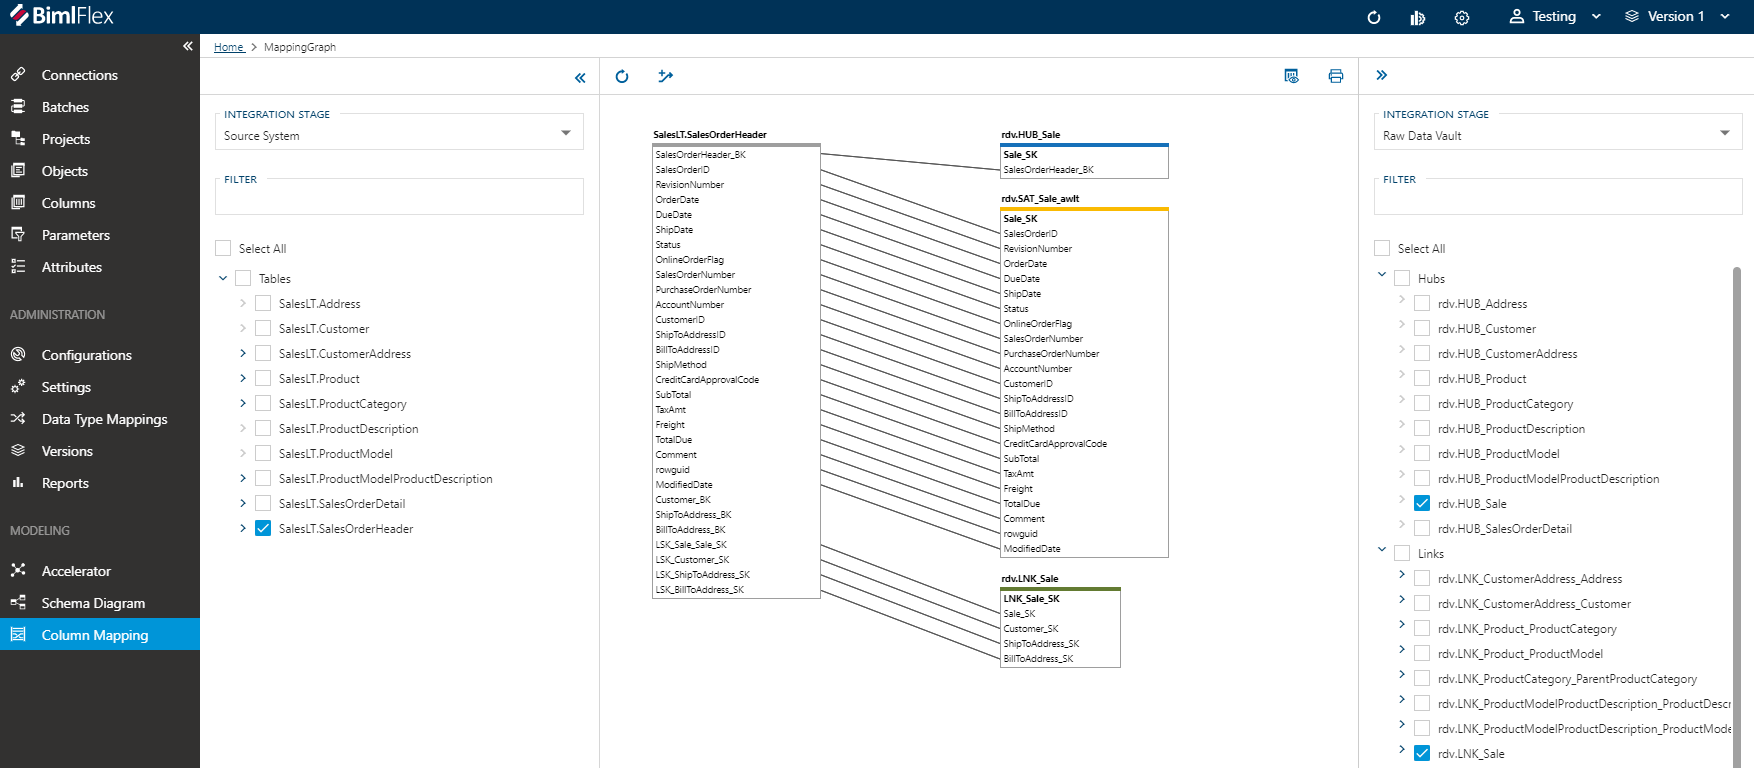 BimlFlex
Testing
Version 1
Home > MappingGraph
Connections
Batches
Projects
Objects
Columns
Parameters
Attributes
ADMINISTRATION
Configurations
Settings
Data Type Mappings
Versions
Reports
MODELING
Accelerator
Schema Diagram
Column Mapping
INTEGRATION STAGE
Source System
FILTER
Select All
Tables
SalesLT.Address
SalesLT.Customer
SalesLT.CustomerAddress
SalesLT.Product
SalesLT.ProductCategory
SalesLT.ProductDescription
SalesLT.ProductModel
SalesLT.ProductModelProductDescription
SalesLT.SalesOrderDetail
SalesLT.SalesOrderHeader
SalesLT.SalesOrderHeader
SalesOrderHeader_BK
SalesOrderID
RevisionNumber
OrderDate
DueDate
ShipDate
Status
OnlineOrderFlag
SalesOrderNumber
PurchaseOrderNumber
AccountNumber
CustomerID
ShipToAddressID
BillToAddressID
ShipMethod
CreditCardApprovalCode
SubTotal
TaxAmt
Freight
TotalDue
Comment
rowguid
ModifiedDate
Customer_BK
ShipToAddress_BK
BillToAddress_BK
LSK_Sale_Sale_SK
LSK_Customer_SK
LSK_ShipToAddress_SK
LSK_BillToAddress_SK
rdv.HUB_Sale
Sale_SK
SalesOrderHeader_BK
rdv.SAT_Sale_awlt
Sale_SK
SalesOrderID
RevisionNumber
OrderDate
DueDate
ShipDate
Status
OnlineOrderFlag
SalesOrderNumber
PurchaseOrderNumber
AccountNumber
CustomerID
ShipToAddressID
BillToAddressID
ShipMethod
CreditCardApprovalCode
SubTotal
TaxAmt
Freight
TotalDue
Comment
rowguid
ModifiedDate
rdv.LNK_Sale
LNK_Sale_SK
Sale_SK
Customer_SK
ShipToAddress_SK
BillToAddress_SK
INTEGRATION STAGE
Raw Data Vault
FILTER
Select All
Hubs
rdv.HUB_Address
rdv.HUB_Customer
rdv.HUB_CustomerAddress
rdv.HUB_Product
rdv.HUB_ProductCategory
rdv.HUB_ProductDescription
rdv.HUB_ProductModel
rdv.HUB_ProductModelProductDescription
rdv.HUB_Sale
rdv.HUB_SalesOrderDetail
Links
rdv.LNK_CustomerAddress_Address
rdv.LNK_CustomerAddress_Customer
rdv.LNK_Product_ProductCategory
rdv.LNK_Product_ProductModel
rdv.LNK_ProductCategory_ParentProductCategory
rdv.LNK_ProductModelProductDescription_ProductDescr
rdv.LNK_ProductModelProductDescription_ProductMode
rdv.LNK_Sale